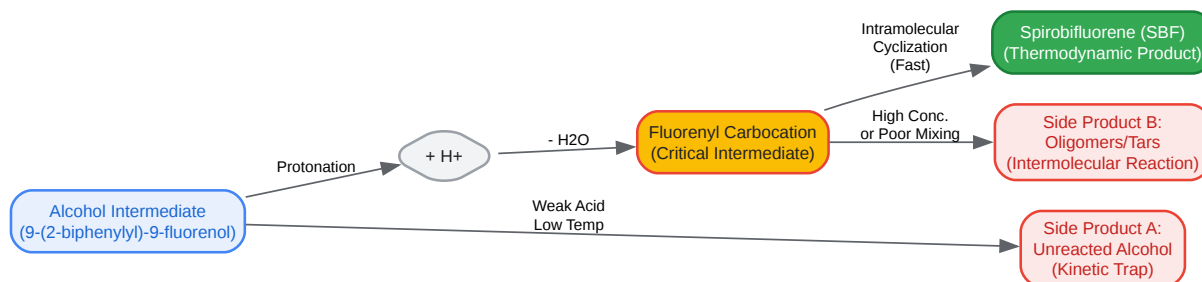 Alcohol Intermediate
(9-(2-biphenylyl)-9-fluorenol)
Protonation
+ H+
- H2O
Fluorenyl Carbocation
(Critical Intermediate)
Intramolecular
Cyclization
(Fast)
Spirobifluorene (SBF)
(Thermodynamic Product)
High Conc.
or Poor Mixing
Side Product B:
Oligomers/Tars
(Intermolecular Reaction)
Weak Acid
Low Temp
Side Product A:
Unreacted Alcohol
(Kinetic Trap)